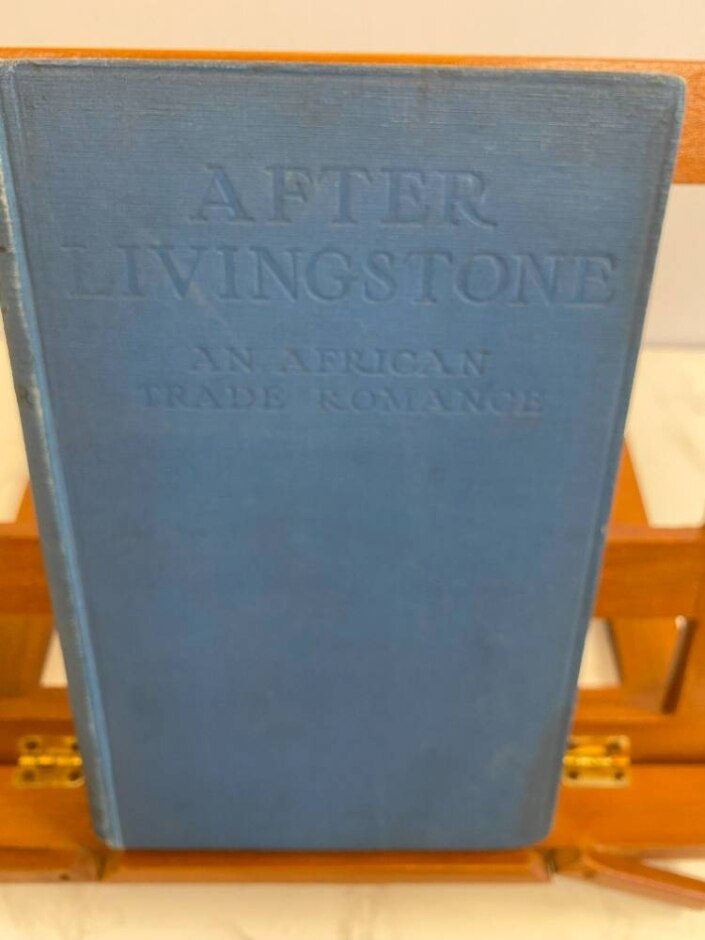 AFTER
LIVINGSTONE
AN AFRICAN
TRADE ROMANCE